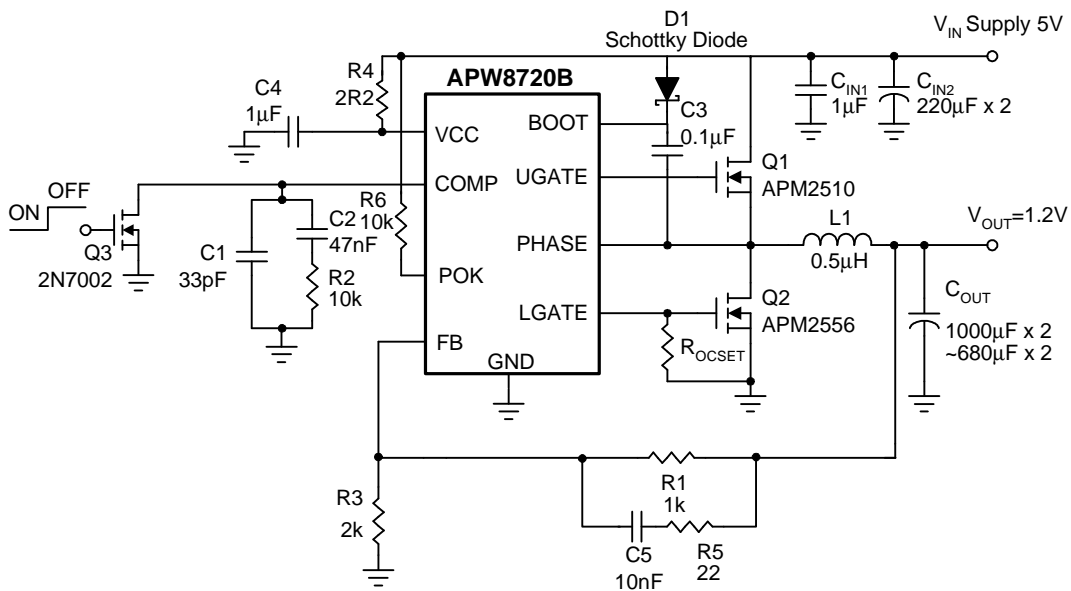 D1
Schottky Diode
V_IN Supply 5V
R4
2R2
APW8720B
C4
1μF
C_IN1
1μF
C_IN2
220μF x 2
C3
0.1μF
VCC
BOOT
COMP
UGATE
Q1
APM2510
OFF
ON
R6
10k
C2
47nF
Q3
2N7002
C1
33pF
R2
10k
PHASE
L1
0.5μH
V_OUT=1.2V
POK
LGATE
Q2
APM2556
C_OUT
1000μF x 2
~680μF x 2
FB
GND
R_OCSET
R3
2k
R1
1k
C5
10nF
R5
22